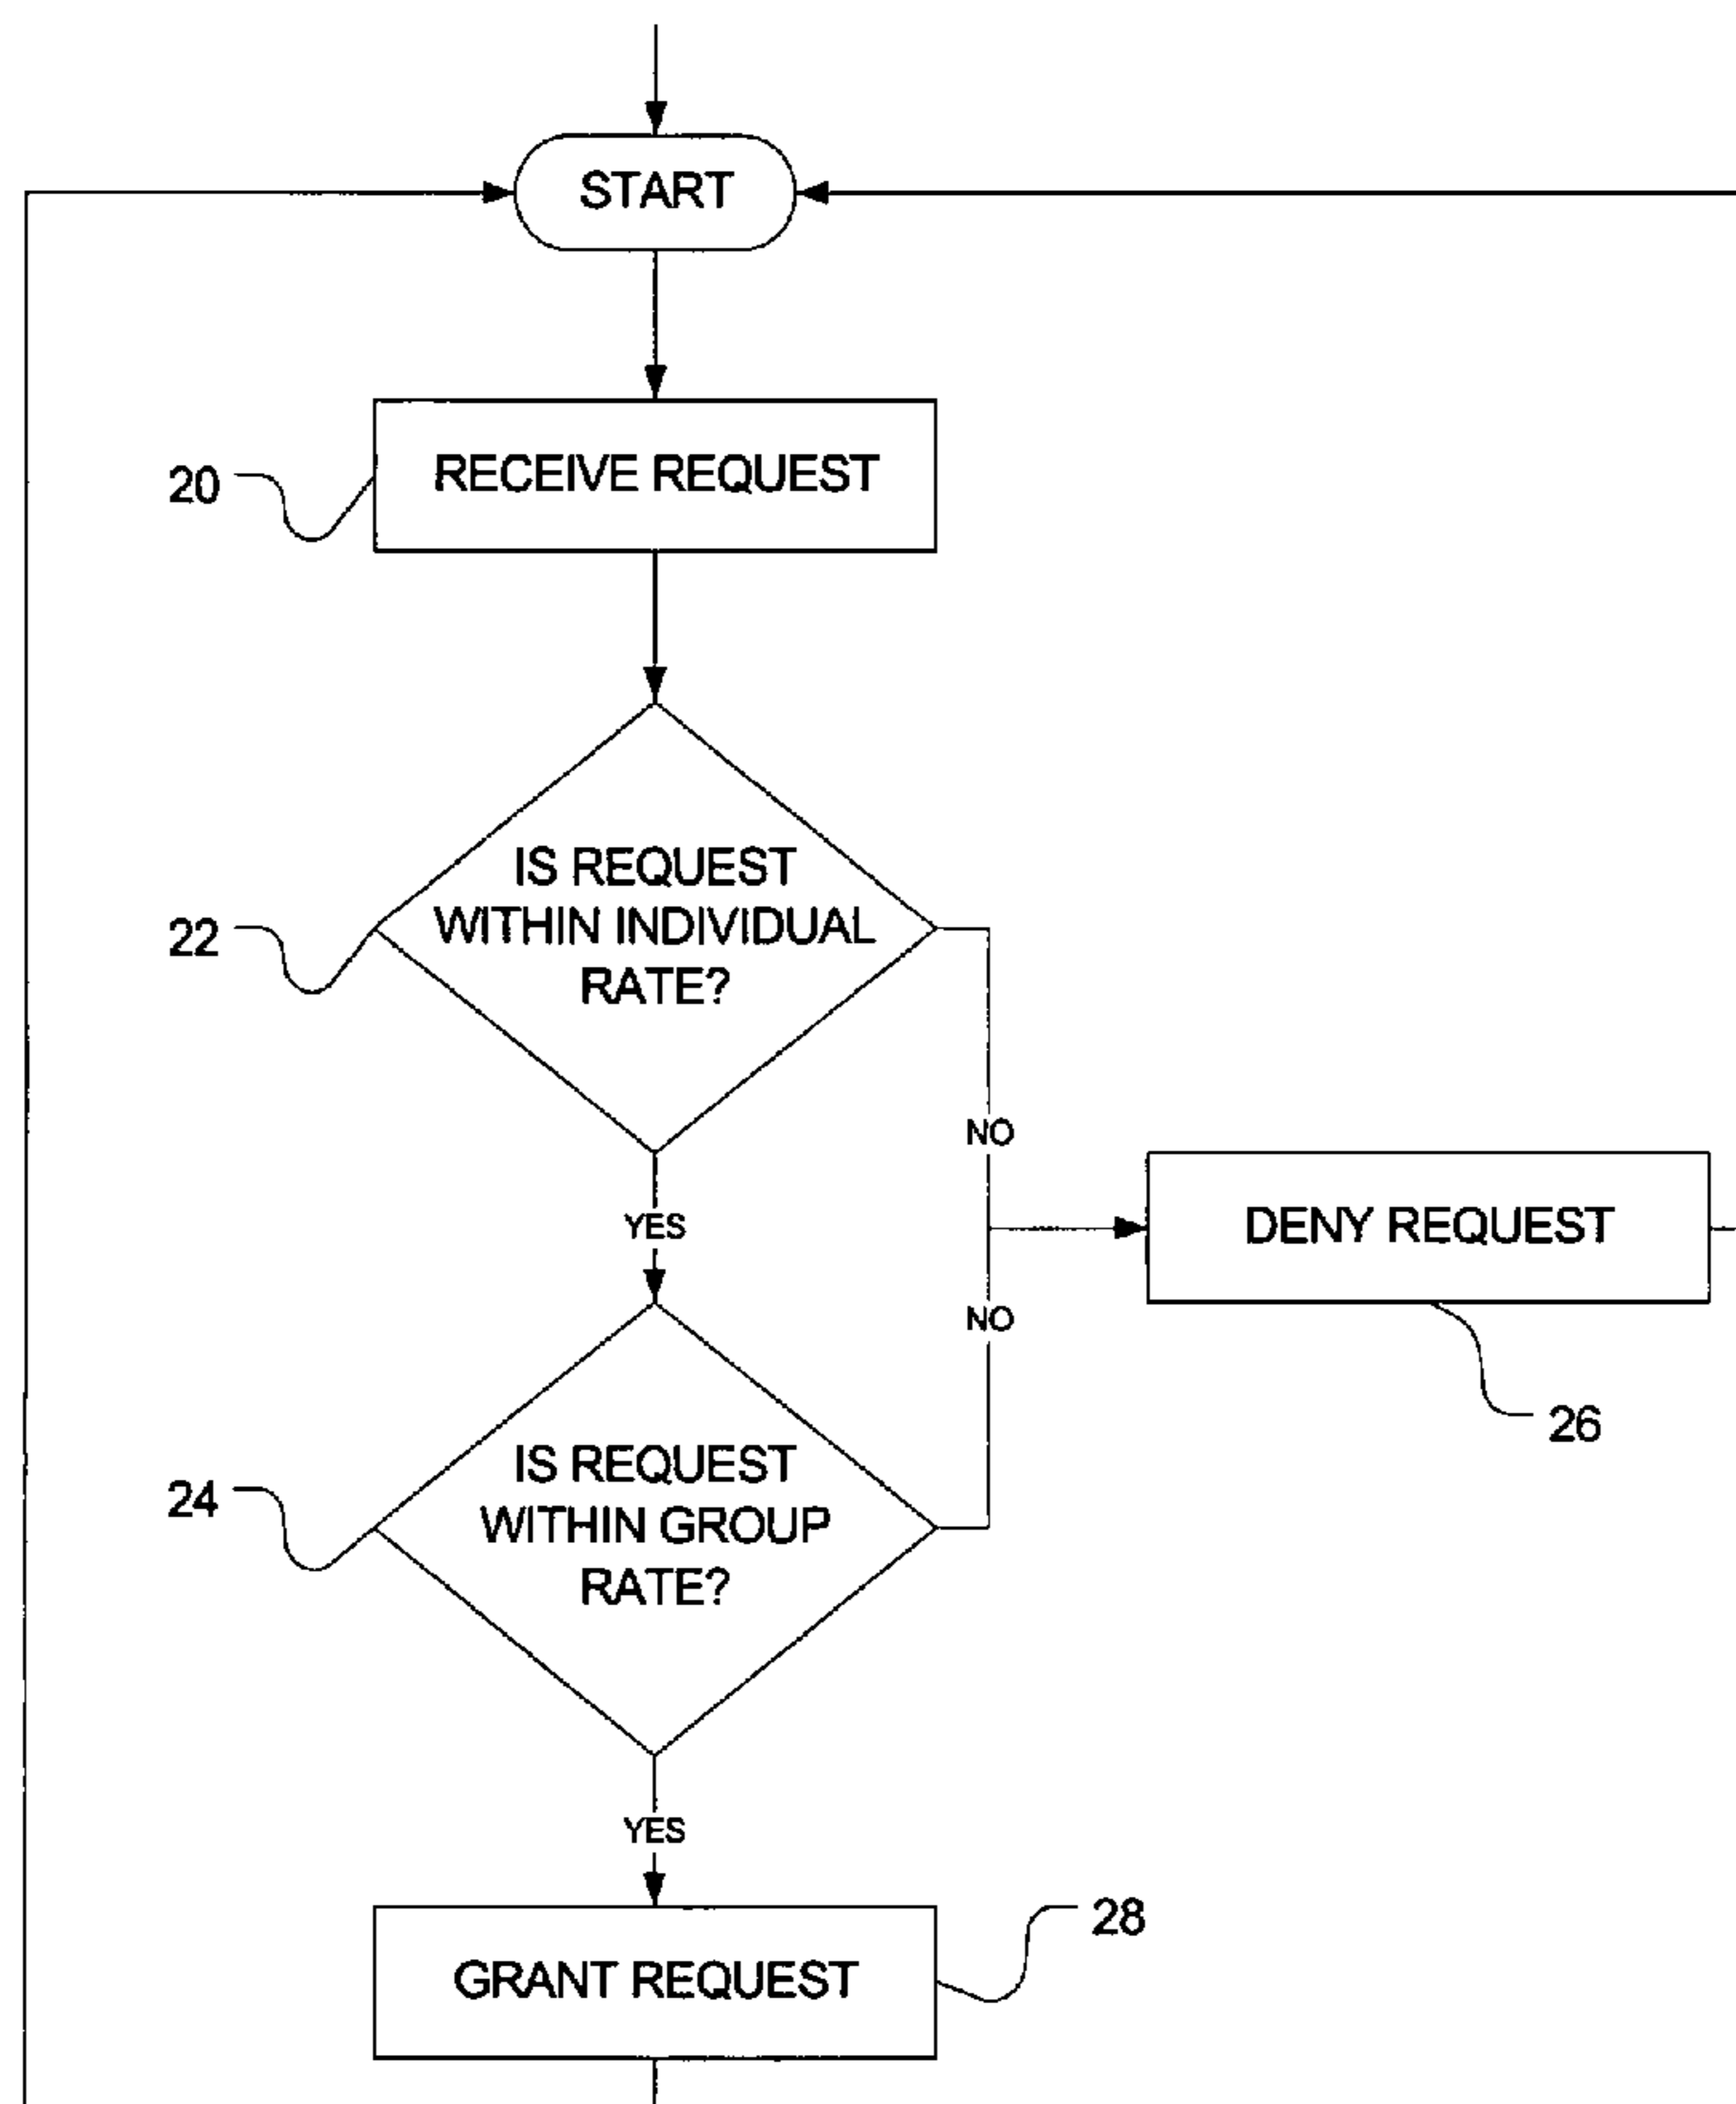 START
20
RECEIVE REQUEST
22
IS REQUEST
WITHIN INDIVIDUAL
RATE?
NO
YES
DENY REQUEST
NO
26
24
IS REQUEST
WITHIN GROUP
RATE?
YES
28
GRANT REQUEST